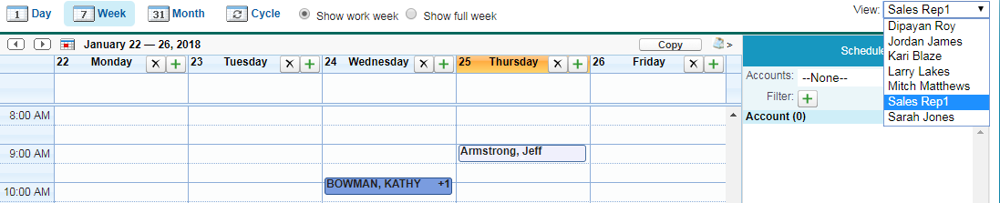 1 Day 7 Week 31 Month Cycle Show work week Show full week View: Sales Rep1
Dipayan Roy
Jordan James
Kari Blaze
Larry Lakes
Mitch Matthews
Sales Rep1
Sarah Jones
January 22 — 26, 2018 Copy >
22 Monday 23 Tuesday 24 Wednesday 25 Thursday 26 Friday
8:00 AM
9:00 AM
10:00 AM
Armstrong, Jeff
BOWMAN, KATHY +1
Schedule
Accounts: --None--
Filter:
Account (0)